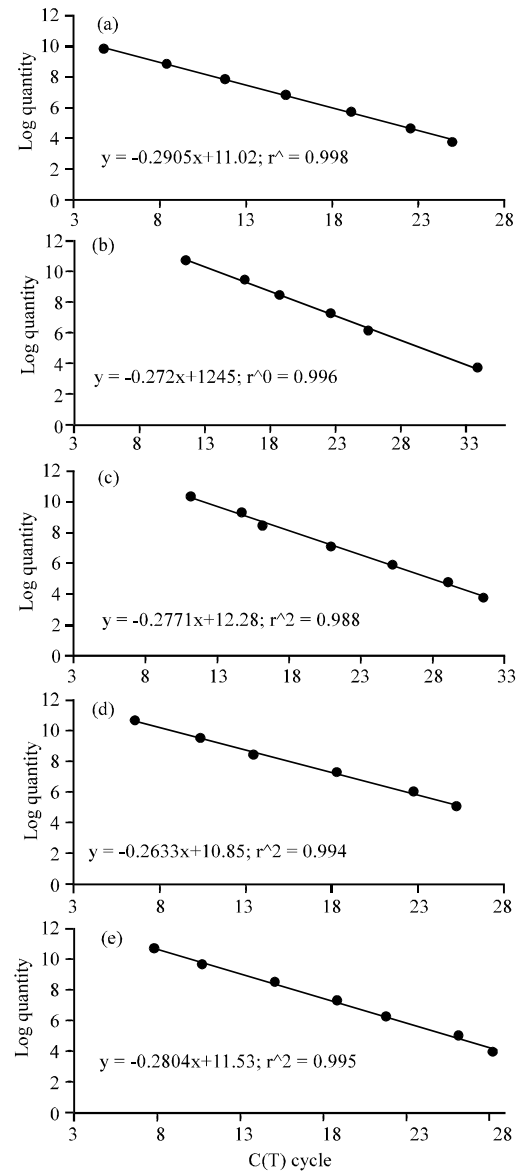 (a)
12
10
8
6
4
2
0
Log quantity
y = -0.2905x+11.02; r^ = 0.998
3 8 13 18 23 28
(b)
12
10
8
6
4
2
0
Log quantity
y = -0.272x+1245; r^0 = 0.996
3 8 13 18 23 28 33
(c)
12
10
8
6
4
2
0
Log quantity
y = -0.2771x+12.28; r^2 = 0.988
3 8 13 18 23 28 33
(d)
12
10
8
6
4
2
0
Log quantity
y = -0.2633x+10.85; r^2 = 0.994
3 8 13 18 23 28
(e)
12
10
8
6
4
2
0
Log quantity
y = -0.2804x+11.53; r^2 = 0.995
3 8 13 18 23 28
C(T) cycle